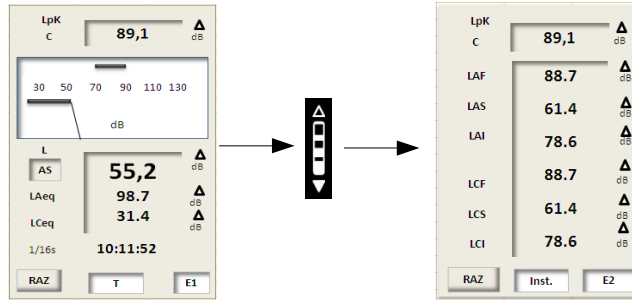 LpK
C 89,1 dB
30 50 70 90 110 130
dB
L
AS 55,2 dB
LAeq 98.7 dB
LCeq 31.4 dB
1/16s 10:11:52
RAZ T E1
LpK
C 89,1 dB
LAF 88.7 dB
LAS 61.4 dB
LAI 78.6 dB
LCF 88.7 dB
LCS 61.4 dB
LCI 78.6 dB
RAZ Inst. E2